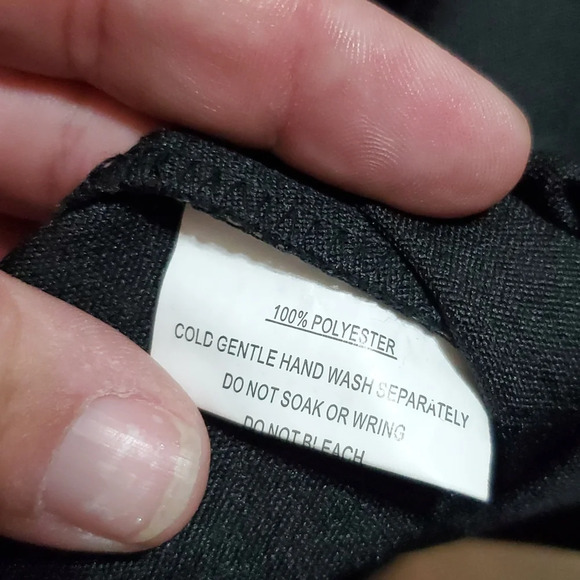 100% POLYESTER
COLD GENTLE HAND WASH SEPARATELY
DO NOT SOAK OR WRING
DO NOT BLEACH